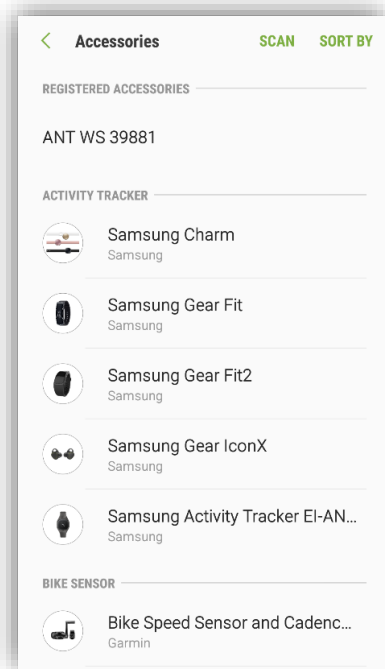 Accessories SCAN SORT BY
REGISTERED ACCESSORIES
ANT WS 39881
ACTIVITY TRACKER
Samsung Charm
Samsung
Samsung Gear Fit
Samsung
Samsung Gear Fit2
Samsung
Samsung Gear IconX
Samsung
Samsung Activity Tracker EI-AN...
Samsung
BIKE SENSOR
Bike Speed Sensor and Cadenc...
Garmin